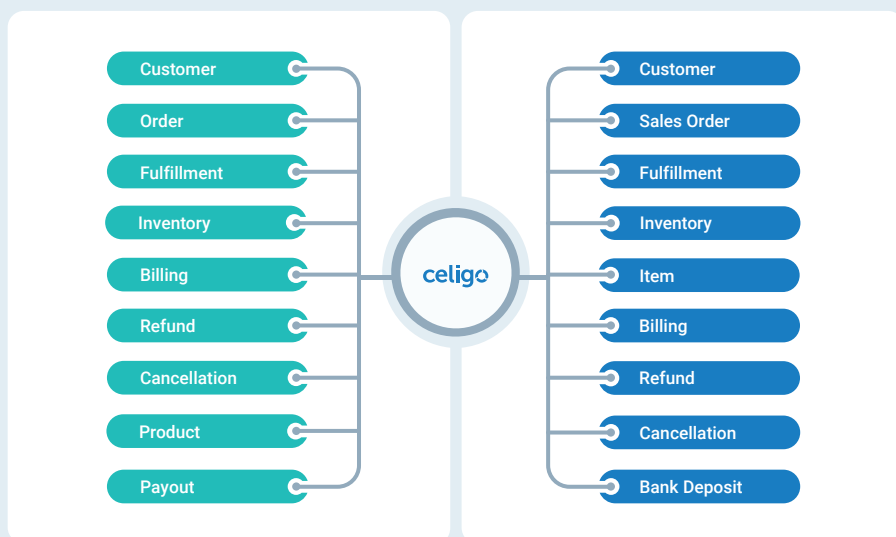 Customer
Order
Fulfillment
Inventory
Billing
Refund
Cancellation
Product
Payout
celigo
Customer
Sales Order
Fulfillment
Inventory
Item
Billing
Refund
Cancellation
Bank Deposit